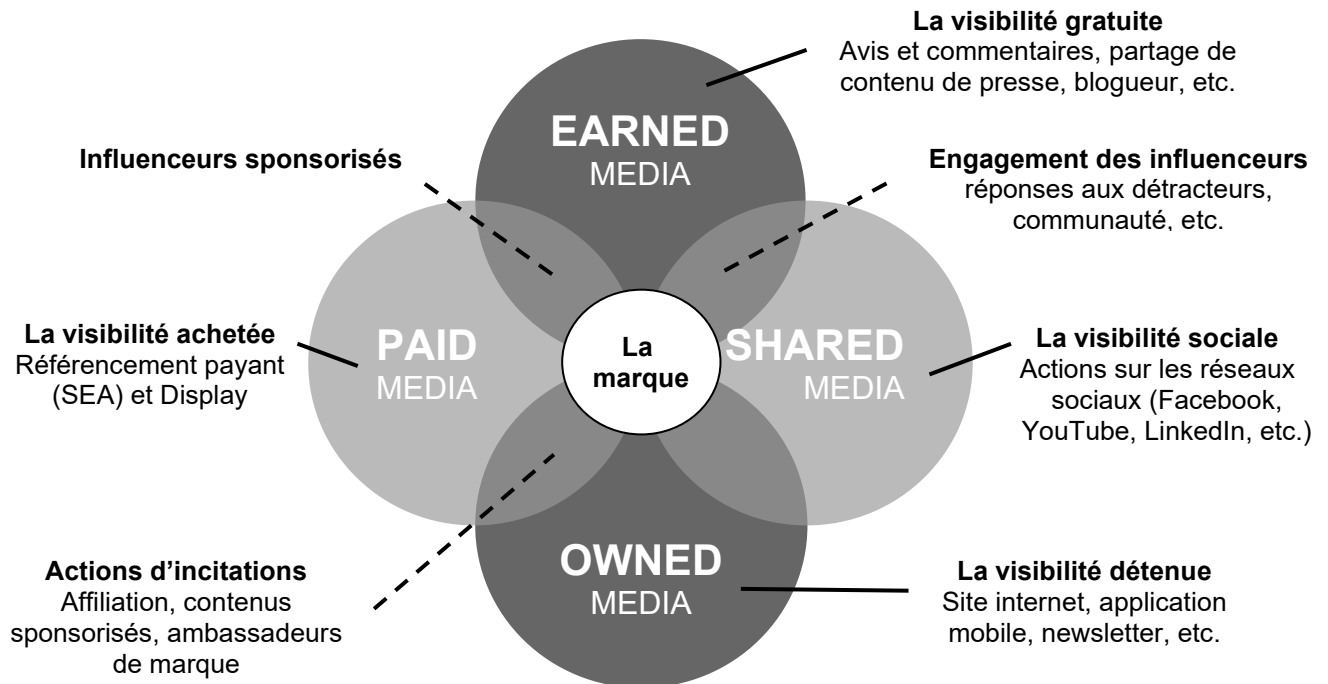 La visibilité gratuite
Avis et commentaires, partage de
contenu de presse, blogueur, etc.
EARNED
MEDIA
Influenceurs sponsorisés
Engagement des influenceurs
réponses aux détracteurs,
communauté, etc.
La visibilité achetée
Référencement payant
(SEA) et Display
PAID
MEDIA
La
marque
SHARED
MEDIA
La visibilité sociale
Actions sur les réseaux
sociaux (Facebook,
YouTube, LinkedIn, etc.)
Actions d’incitations
Affiliation, contenus
sponsorisés, ambassadeurs
de marque
OWNED
MEDIA
La visibilité détenue
Site internet, application
mobile, newsletter, etc.